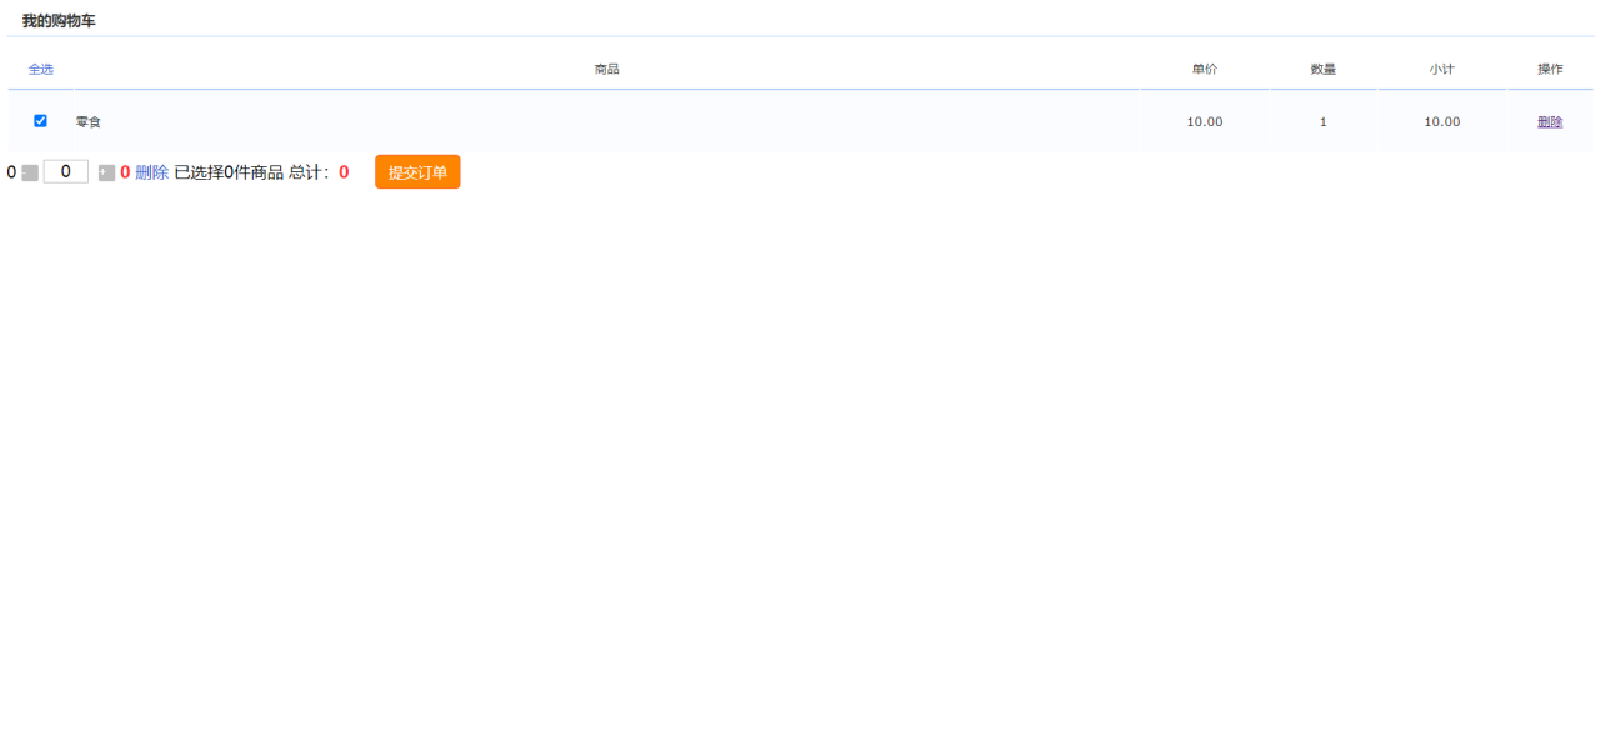 我的购物车
全选 商品 单价 数量 小计 操作
零食 10.00 1 10.00 删除
0 - 0 + 0 删除 已选择0件商品 总计：0 提交订单